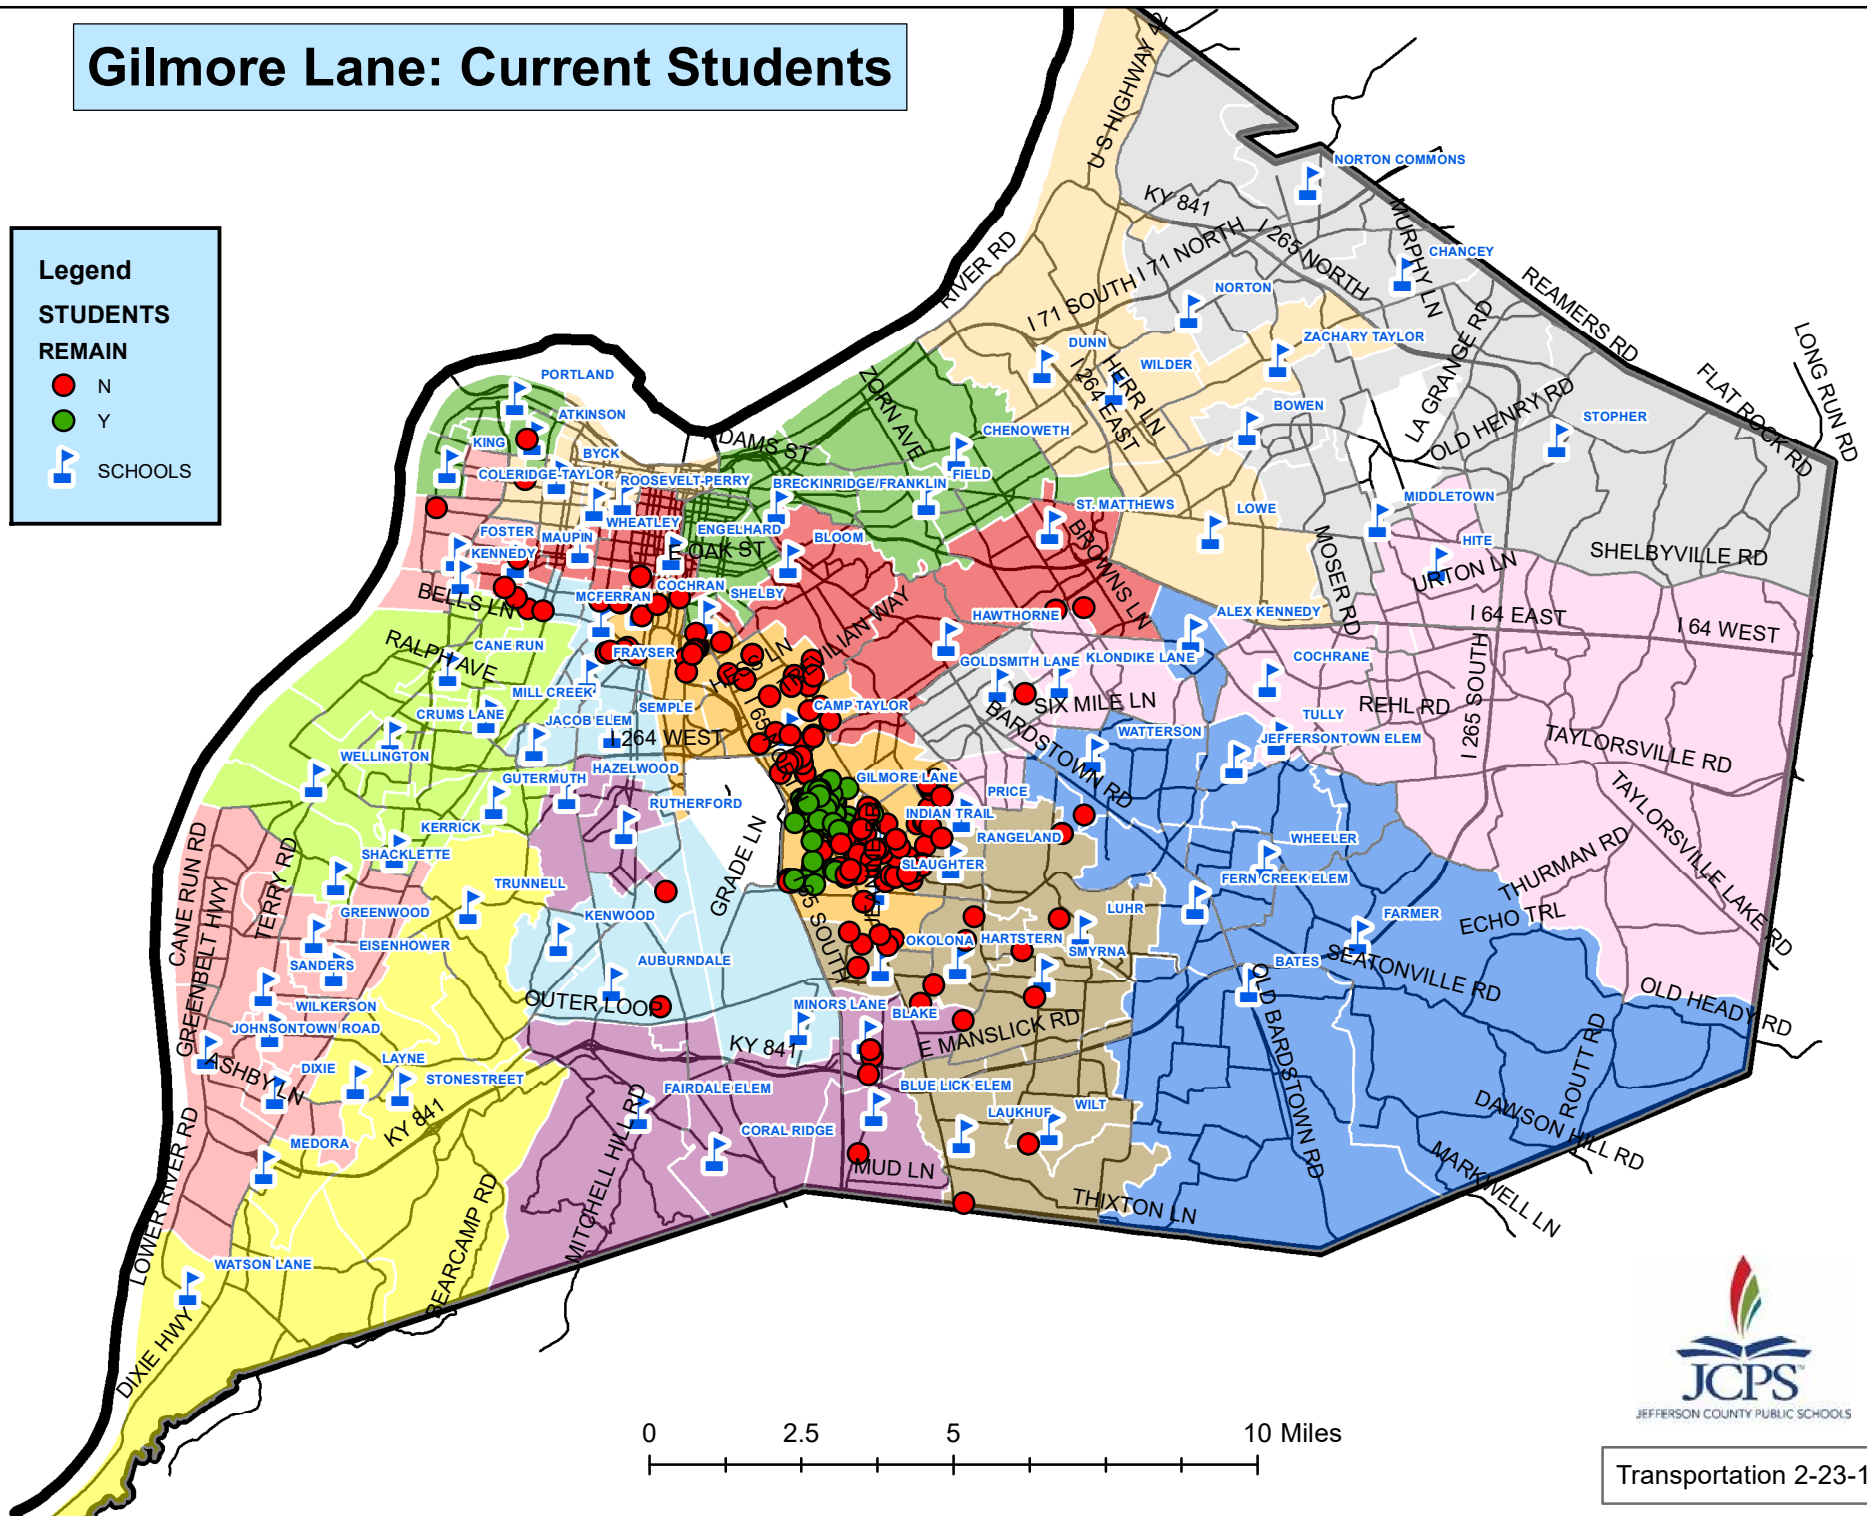 Gilmore Lane: Current Students
Legend
STUDENTS
REMAIN
N
Y
SCHOOLS
U S HIGHWAY 42
NORTON COMMONS
KY 841
MURPHY LN
I 265 NORTH
I 71 NORTH
CHANCEY
RIVER RD
I 71 SOUTH
NORTON
REAMERS RD
LONG RUN RD
LA GRANGE RD
ZACHARY TAYLOR
DUNN
HERR LN
WILDER
I 264 EAST
FLAT ROCK RD
PORTLAND
ZORN AVE
OLD HENRY RD
ATKINSON
BOWEN
STOPHER
KING
CHENOWETH
BYCK
COLERIDGE-TAYLOR
ROOSEVELT-PERRY
BRECKINRIDGE/FRANKLIN
FIELD
ST. MATTHEWS
LOWE
MIDDLETOWN
WHEATLEY
FOSTER
MAUPIN
ENGELHARD
E OAK ST
BLOOM
BROWNS LN
MOSER RD
HITE
SHELBYVILLE RD
KENNEDY
URTON LN
BELLS LN
MCFERRAN
COCHRAN
SHELBY
HAWTHORNE
ALEX KENNEDY
I 64 EAST
I 64 WEST
RALPH AVE
CANE RUN
FRAYSER
HESS LN
GOLDSMITH LANE
KLONDIKE LANE
COCHRANE
MILL CREEK
SEMPLE
CAMP TAYLOR
SIX MILE LN
REHL RD
I 265 SOUTH
CRUMS LANE
JACOB ELEM
I 264 WEST
BARDSTOWN RD
WATTERSON
TULLY
JEFFERSONTOWN ELEM
TAYLORSVILLE RD
WELLINGTON
GUTERMUTH
HAZELWOOD
GILMORE LANE
PRICE
TAYLORSVILLE LAKE RD
RUTHERFORD
INDIAN TRAIL
RANGELAND
KERRICK
WHEELER
SHACKLETTE
SLAUGHTER
THURMAN RD
CANE RUN RD
TERRY RD
GRADE LN
TRUNNELL
FERN CREEK ELEM
GREENWOOD
KENWOOD
LUHR
FARMER
ECHO TRL
GREENBELT HWY
EISENHOWER
OKOLONA
HARTSTERN
SMYRNA
SANDERS
AUBURNDALE
BATES
SEATONVILLE RD
WILKERSON
OUTER LOOP
MINORS LANE
BLAKE
OLD HEADY RD
JOHNSONTOWN ROAD
KY 841
E MANSLICK RD
OLD BARDSTOWN RD
ROUTT RD
ASHBY LN
DIXIE
LAYNE
STONESTREET
FAIRDALE ELEM
BLUE LICK ELEM
KY 841
LAUKHUF
WILT
DAWSON HILL RD
MEDORA
CORAL RIDGE
MITCHELL HILL RD
MUD LN
MARKWELL LN
LOWER RIVER RD
BEARCAMP RD
THIXTON LN
WATSON LANE
DIXIE HWY
JCPS
JEFFERSON COUNTY PUBLIC SCHOOLS
0 2.5 5 10 Miles
Transportation 2-23-1